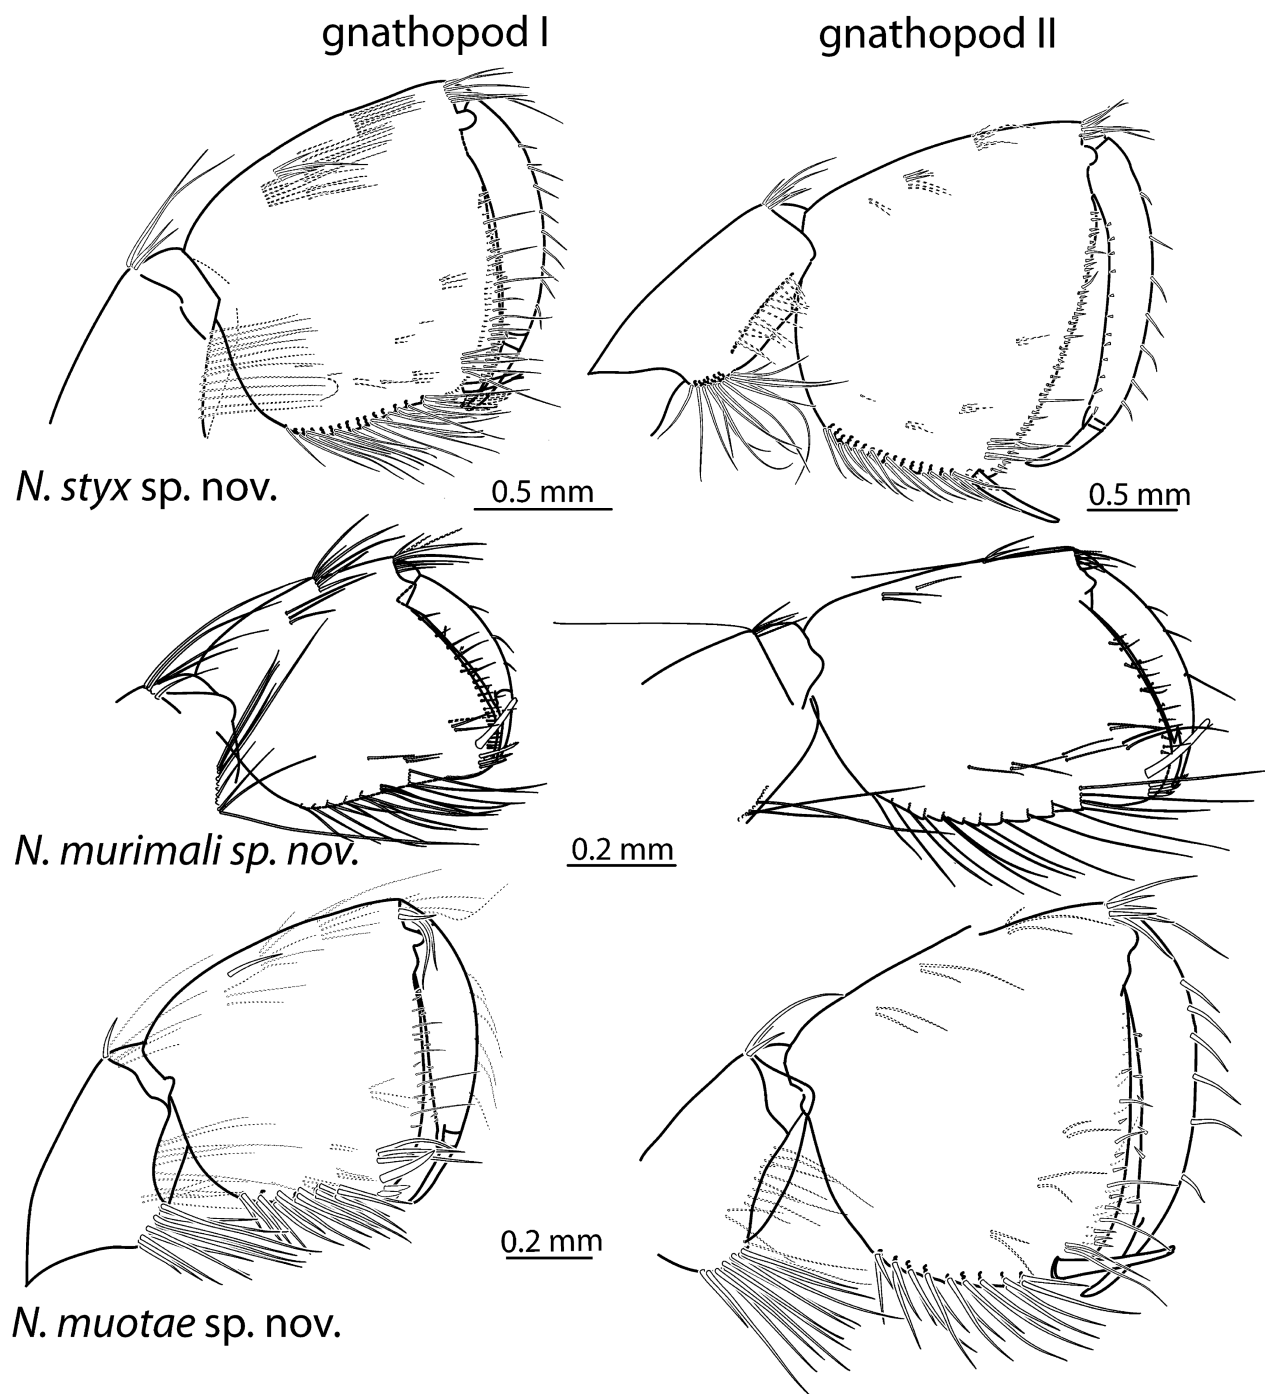 gnathopod I
gnathopod II
N. styx sp. nov.
0.5 mm
0.5 mm
N. murimali sp. nov.
0.2 mm
0.2 mm
N. muotae sp. nov.